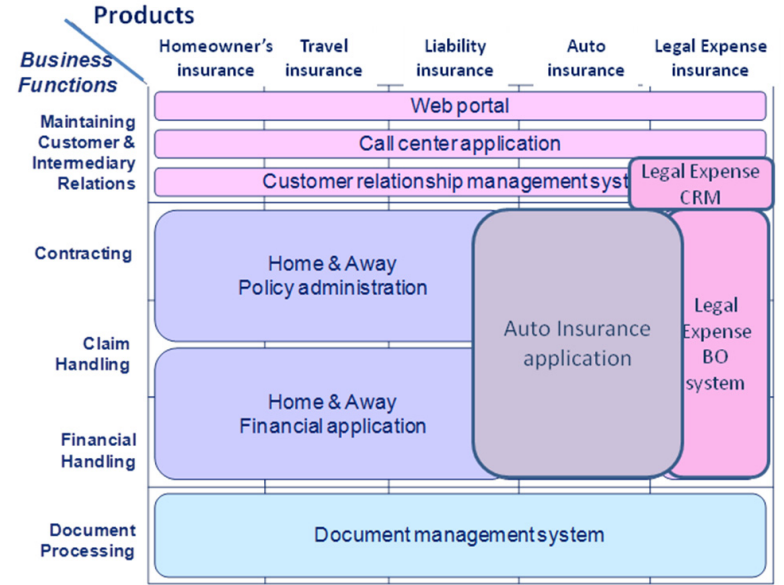 Products
Business
Functions
Homeowner's
insurance
Travel
insurance
Liability
insurance
Auto
insurance
Legal Expense
insurance
Maintaining
Customer &
Intermediary
Relations
Web portal
Call center application
Customer relationship management syst
Legal Expense
CRM
Contracting
Home & Away
Policy administration
Claim
Handling
Auto Insurance
application
Legal
Expense
BO
system
Financial
Handling
Home & Away
Financial application
Document
Processing
Document management system